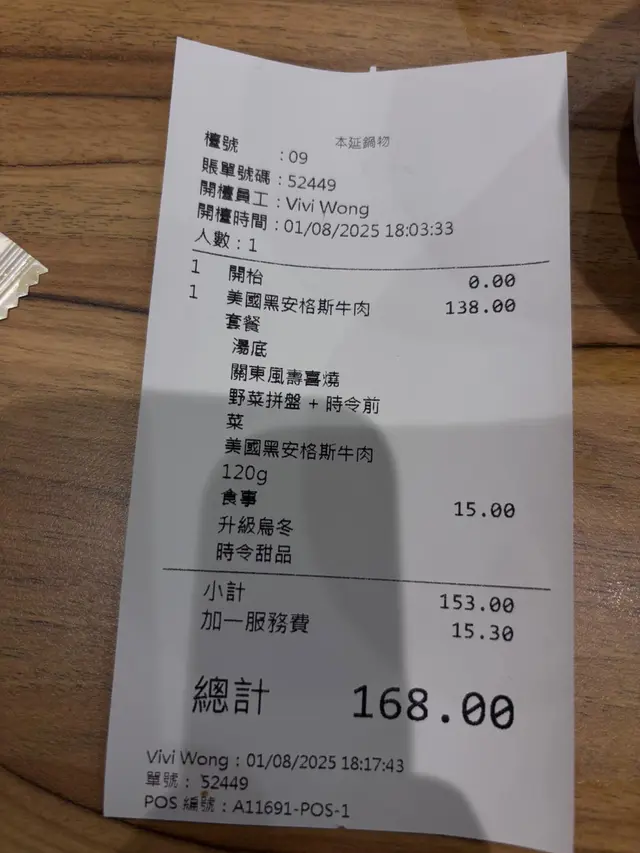 本延鍋物
檯號 : 09
賬單號碼 : 52449
開檯員工 : Vivi Wong
開檯時間 : 01/08/2025 18:03:33
人數 : 1
1 開枱 0.00
1 美國黑安格斯牛肉 138.00
套餐
湯底
關東風壽喜燒
野菜拼盤 + 時令前
菜
美國黑安格斯牛肉
120g
食事 15.00
升級烏冬
時令甜品
小計 153.00
加一服務費 15.30
總計 168.00
Vivi Wong : 01/08/2025 18:17:43
單號 : 52449
POS 編號 : A11691-POS-1